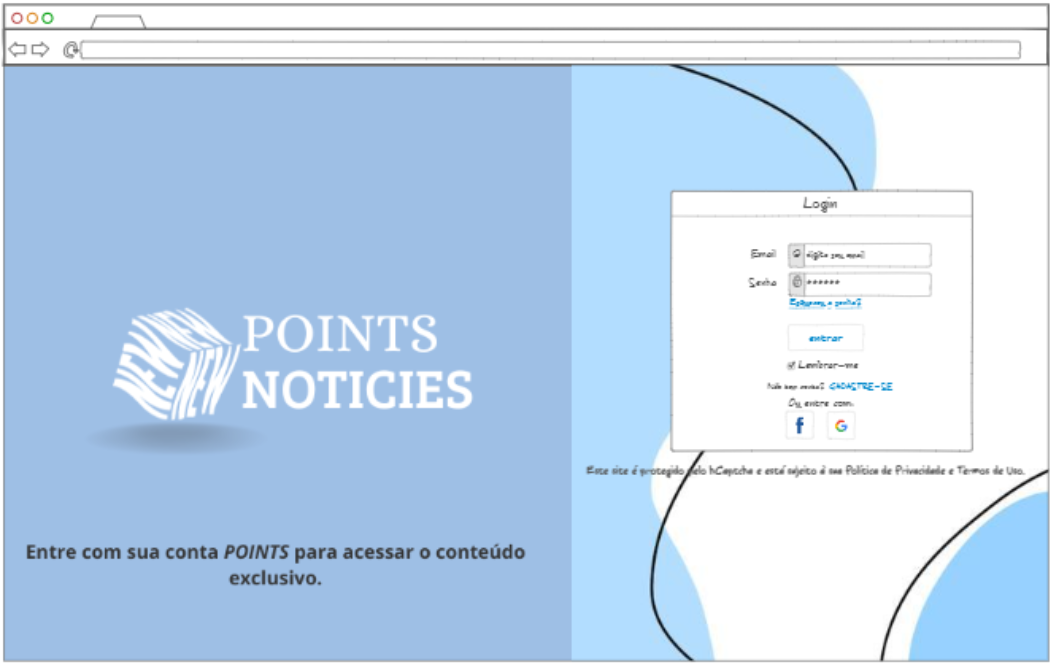 POINTS
NOTICIES
Entre com sua conta POINTS para acessar o conteúdo
exclusivo.
Login
Email
digite seu email
Senha
******
Esqueceu a senha?
entrar
Lembrar-me
Não tem conta? CADASTRE-SE
Ou entre com:
f
G
Este site é protegido pelo hCaptcha e está sujeito à sua Política de Privacidade e Termos de Uso.